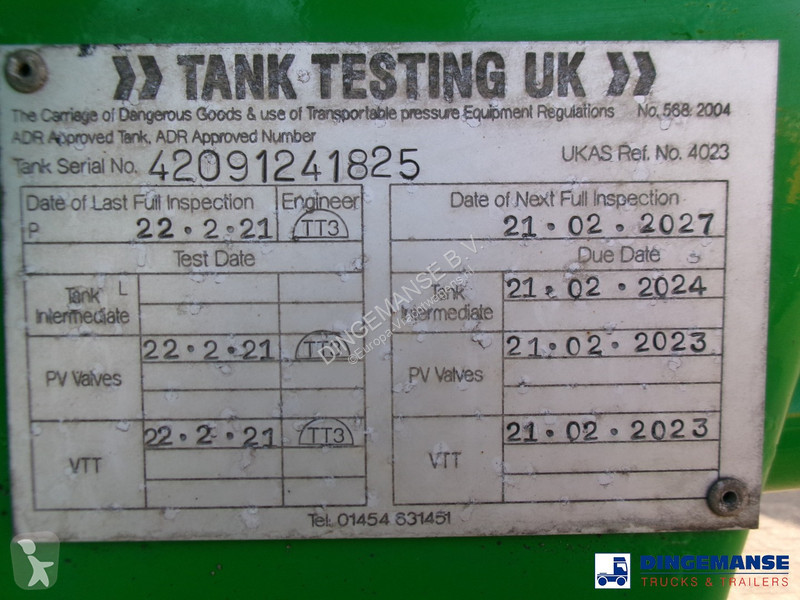 » TANK TESTING UK »
The Carriage of Dangerous Goods & use of Transportable pressure Equipment Regulations No. 568 2004
ADR Approved Tank, ADR Approved Number
Tank Serial No. 42091241825 UKAS Ref. No. 4023
Date of Last Full Inspection Engineer
P 22·2·21 TT3
Test Date
Tank Intermediate L
PV Valves 22·2·21 TT3
VTT 22·2·21 TT3
Date of Next Full Inspection
21·02·2027
Due Date
Tank Intermediate 21·02·2024
PV Valves 21·02·2023
VTT 21·02·2023
Tel: 01454 631451
DINGEMANSE B.V.
DINGEMANSE
TRUCKS & TRAILERS